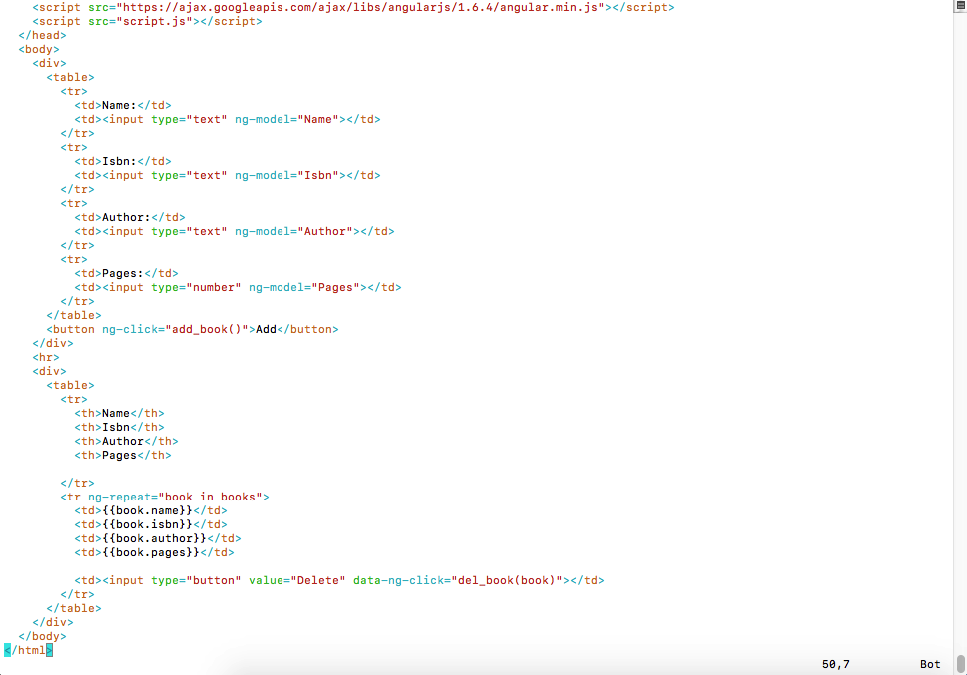 <script src="https://ajax.googleapis.com/ajax/libs/angularjs/1.6.4/angular.min.js"></script>
    <script src="script.js"></script>
  </head>
  <body>
    <div>
      <table>
        <tr>
          <td>Name:</td>
          <td><input type="text" ng-model="Name"></td>
        </tr>
        <tr>
          <td>Isbn:</td>
          <td><input type="text" ng-model="Isbn"></td>
        </tr>
        <tr>
          <td>Author:</td>
          <td><input type="text" ng-model="Author"></td>
        </tr>
        <tr>
          <td>Pages:</td>
          <td><input type="number" ng-model="Pages"></td>
        </tr>
      </table>
      <button ng-click="add_book()">Add</button>
    </div>
    <hr>
    <div>
      <table>
        <tr>
          <th>Name</th>
          <th>Isbn</th>
          <th>Author</th>
          <th>Pages</th>

        </tr>
        <tr ng-repeat="book in books">
          <td>{{book.name}}</td>
          <td>{{book.isbn}}</td>
          <td>{{book.author}}</td>
          <td>{{book.pages}}</td>

          <td><input type="button" value="Delete" data-ng-click="del_book(book)"></td>
        </tr>
      </table>
    </div>
  </body>
</html>
50,7 Bot